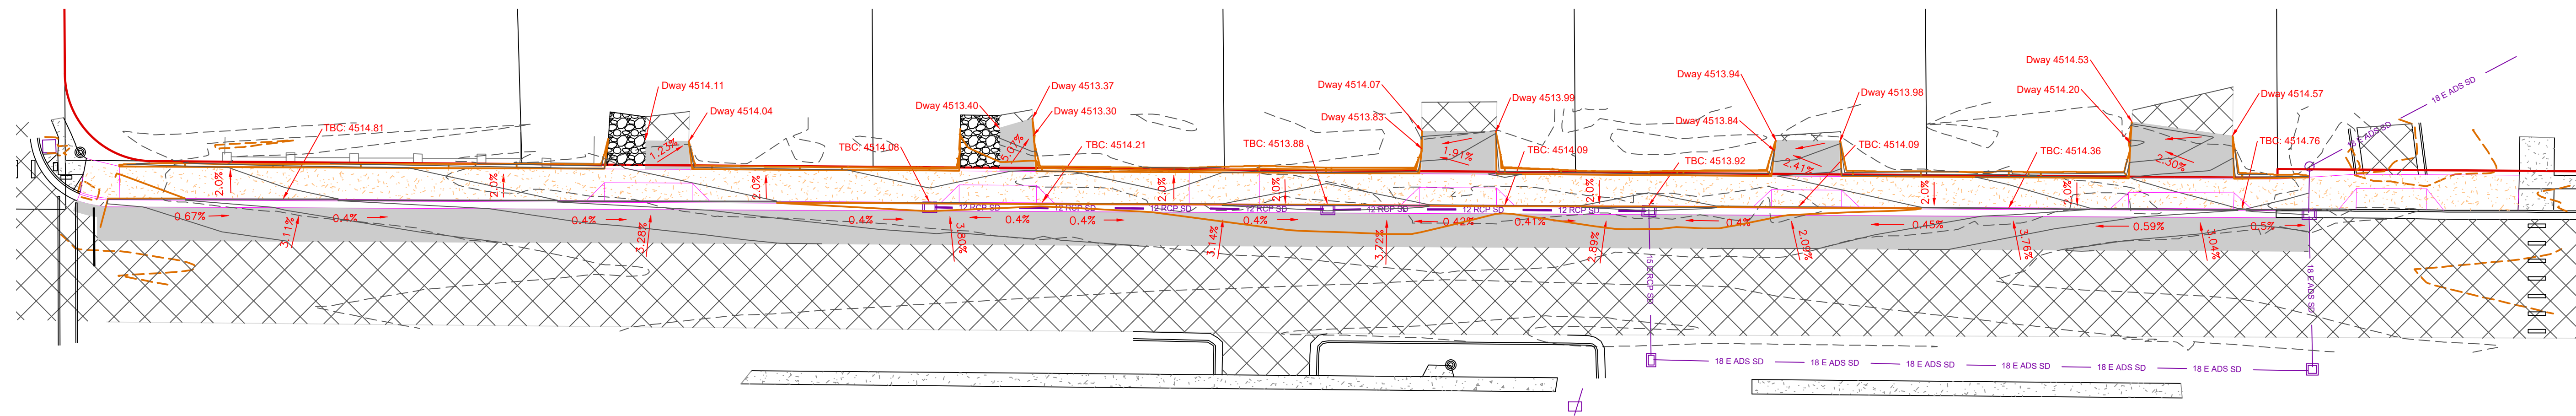 18 E ADS SD
Dway 4514.53
Dway 4513.94
Dway 4514.07
Dway 4514.11
Dway 4513.37
Dway 4514.20
Dway 4514.57
Dway 4513.98
Dway 4513.99
Dway 4513.40
Dway 4513.30
Dway 4514.04
Dway 4513.83
Dway 4513.84
TBC: 4514.81
TBC: 4514.08
TBC: 4514.21
TBC: 4513.88
TBC: 4514.09
TBC: 4513.92
TBC: 4514.09
TBC: 4514.36
TBC: 4514.76
1.23%
1.91%
2.41%
2.30%
2.0%
2.0%
2.0%
2.0%
2.0%
2.0%
2.0%
2.0%
12 RCP SD
12 RCP SD
12 RCP SD
12 RCP SD
12 RCP SD
12 RCP SD
12 RCP SD
0.67%
0.4%
0.4%
0.4%
0.4%
0.4%
0.4%
0.42%
0.41%
0.4%
0.45%
0.59%
0.5%
3.11%
3.28%
3.80%
3.14%
3.72%
2.89%
2.09%
3.76%
3.04%
18 E ADS SD
18 E ADS SD
18 E ADS SD
18 E ADS SD
18 E ADS SD
18 E ADS SD
18 E ADS SD